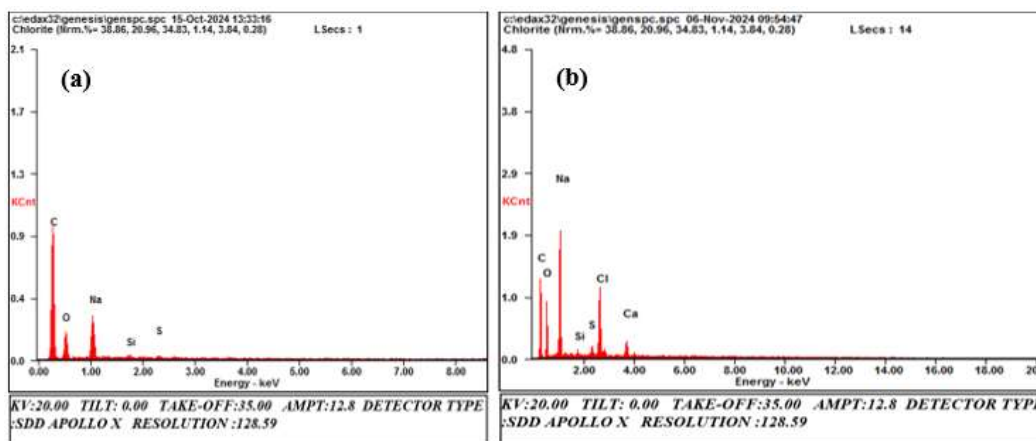 c:\edax32\genesis\genspc.spc 15-Oct-2024 13:33:16
Chlorite (Nrm.%= 38.86, 20.96, 34.83, 1.14, 3.84, 0.28) LSecs : 1
2.1
(a)
1.7
1.3
KCnt
C
0.9
0.4
Na
O
Si
S
0.0
0.00 1.00 2.00 3.00 4.00 5.00 6.00 7.00 8.00
Energy - keV
KV:20.00 TILT: 0.00 TAKE-OFF:35.00 AMPT:12.8 DETECTOR TYPE
:SDD APOLLO X RESOLUTION :128.59
c:\edax32\genesis\genspc.spc 06-Nov-2024 09:54:47
Chlorite (Nrm.%= 38.86, 20.96, 34.83, 1.14, 3.84, 0.28) LSecs : 14
4.8
(b)
3.8
2.9
Na
KCnt
1.9
C
O
Cl
1.0
Ca
S
Si
0.0
2.00 4.00 6.00 8.00 10.00 12.00 14.00 16.00 18.00 20
Energy - keV
KV:20.00 TILT: 0.00 TAKE-OFF:35.00 AMPT:12.8 DETECTOR TYPE
:SDD APOLLO X RESOLUTION :128.59